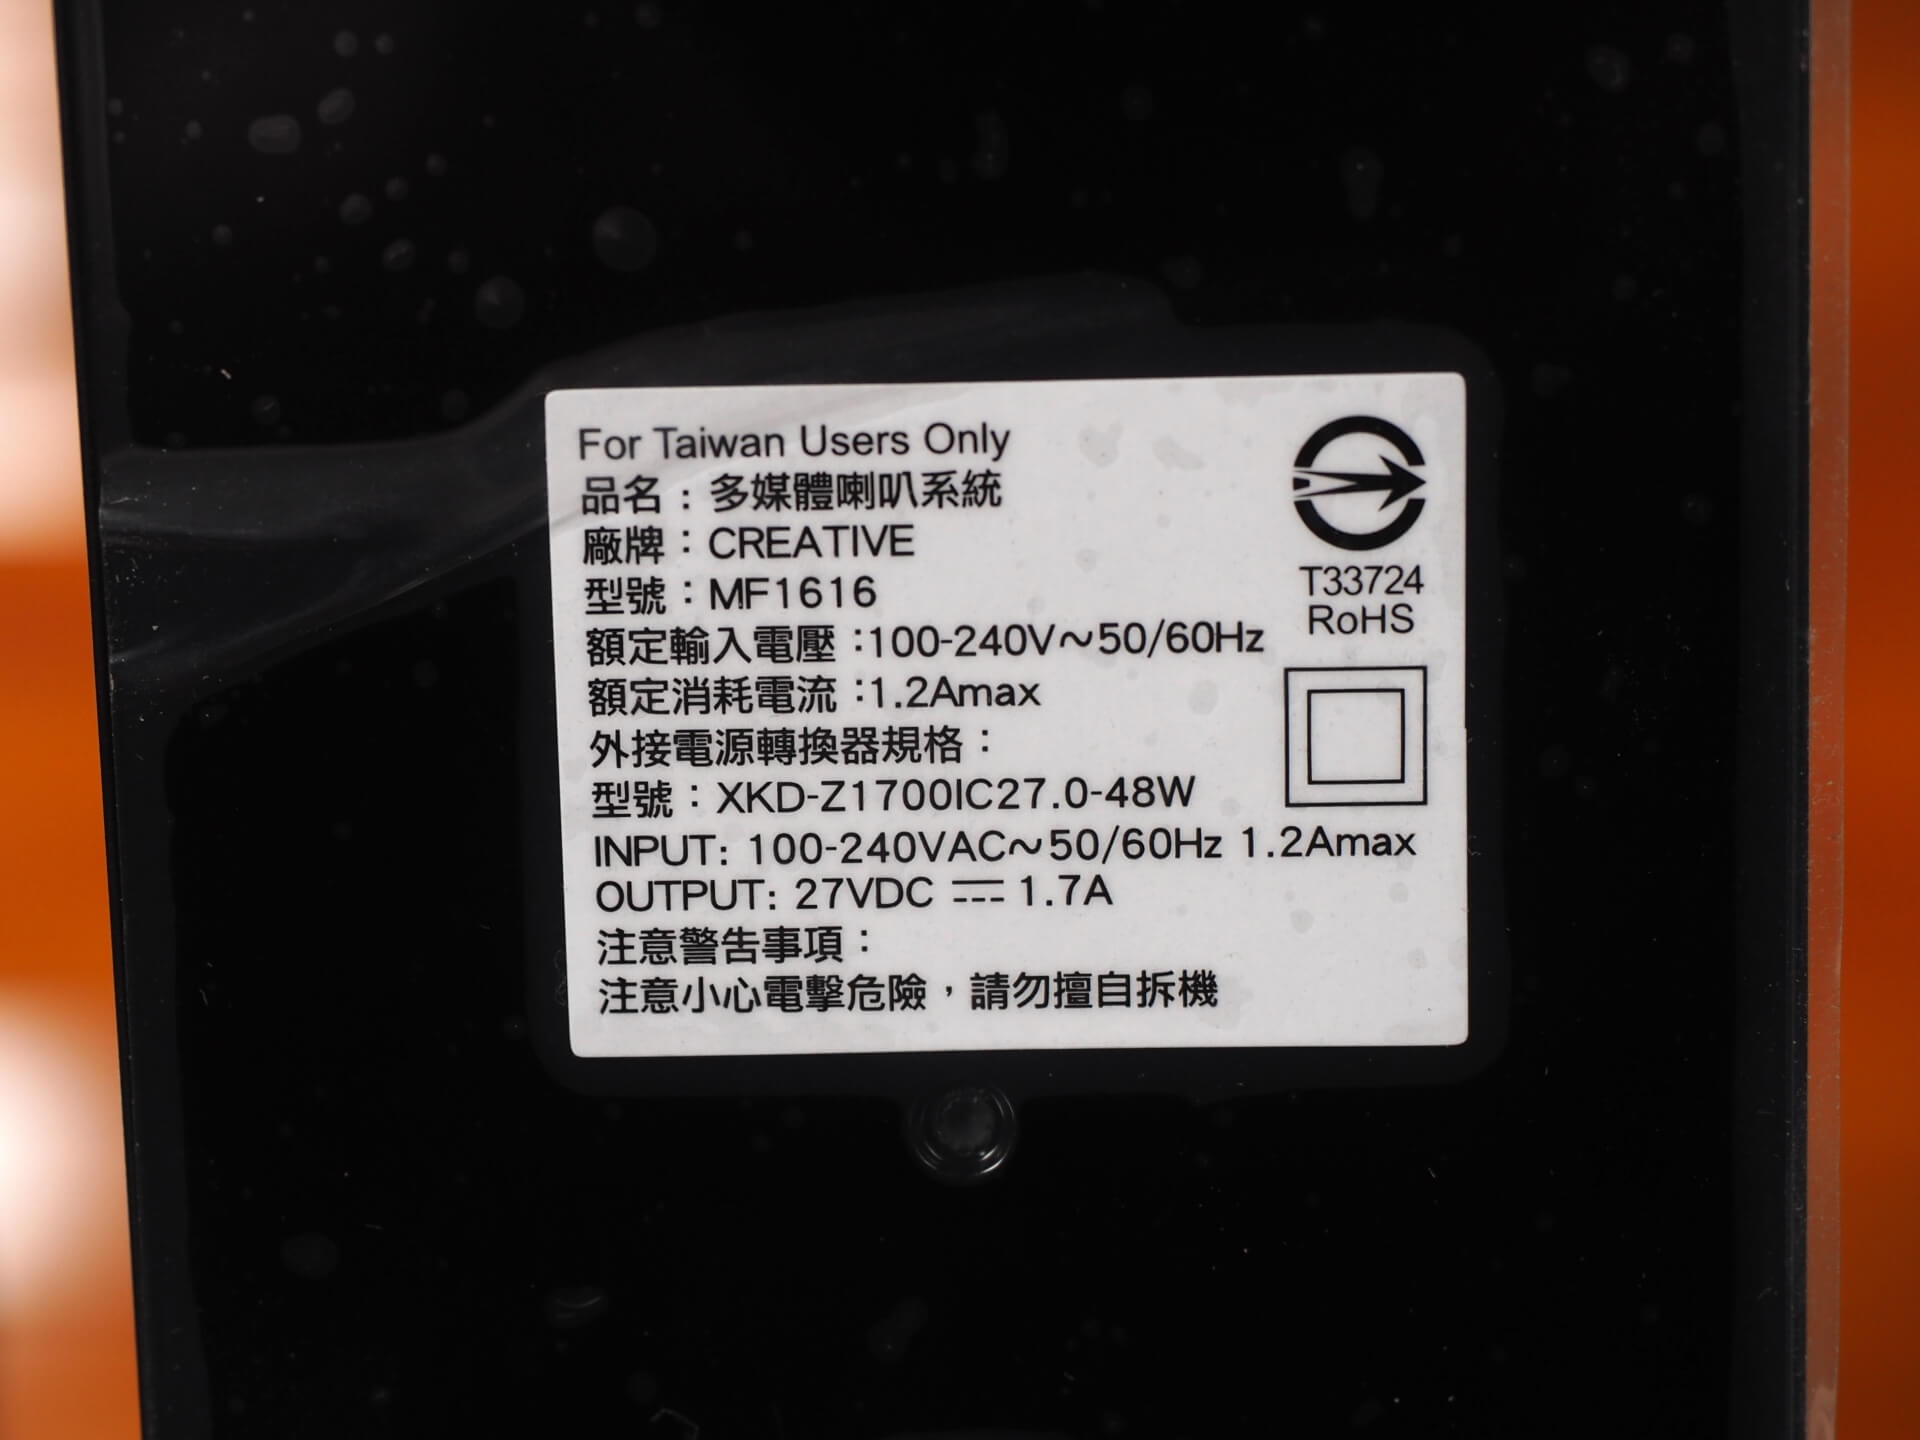 For Taiwan Users Only
品名：多媒體喇叭系統
廠牌：CREATIVE
型號：MF1616
額定輸入電壓：100-240V～50/60Hz
額定消耗電流：1.2Amax
外接電源轉換器規格：
型號：XKD-Z1700IC27.0-48W
INPUT: 100-240VAC～50/60Hz 1.2Amax
OUTPUT: 27VDC ⎓ 1.7A
注意警告事項：
注意小心電擊危險，請勿擅自拆機
T33724
RoHS